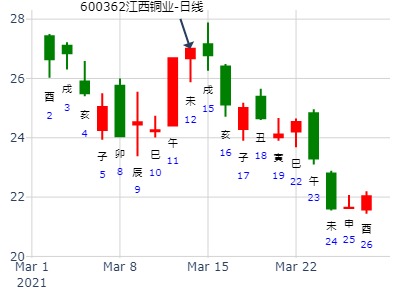 600362江西铜业-日线
28
26
24
22
20
酉
2
戌
3
亥
4
子
5
卯
8
辰
9
巳
10
午
11
未
12
戌
15
亥
16
子
17
丑
18
寅
19
巳
22
午
23
未
24
申
25
酉
26
Mar 1
2021
Mar 8
Mar 15
Mar 22